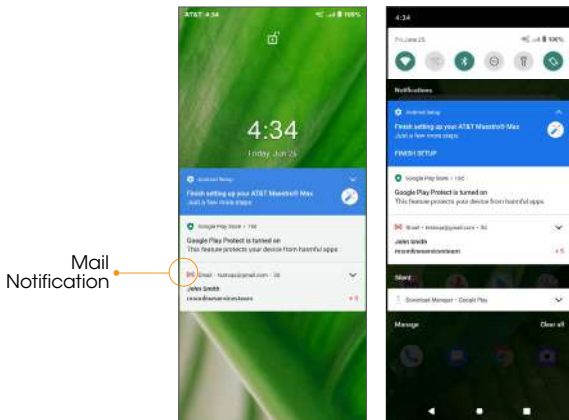 Mail
Notification
AT&T 4:34
100%
4:34
Friday, Jun 25
Android Setup
Finish setting up your AT&T Maestro® Max
Just a few more steps
Google Play Store
Google Play Protect is turned on
This feature protects your device from harmful apps
Email
John Smith
4:34
Fri, June 25
100%
Notifications
Android Setup
Finish setting up your AT&T Maestro® Max
Just a few more steps
FINISH SETUP
Google Play Store
Google Play Protect is turned on
This feature protects your device from harmful apps
Email
John Smith
Silent
Download Manager • Google Play
Manage
Clear all